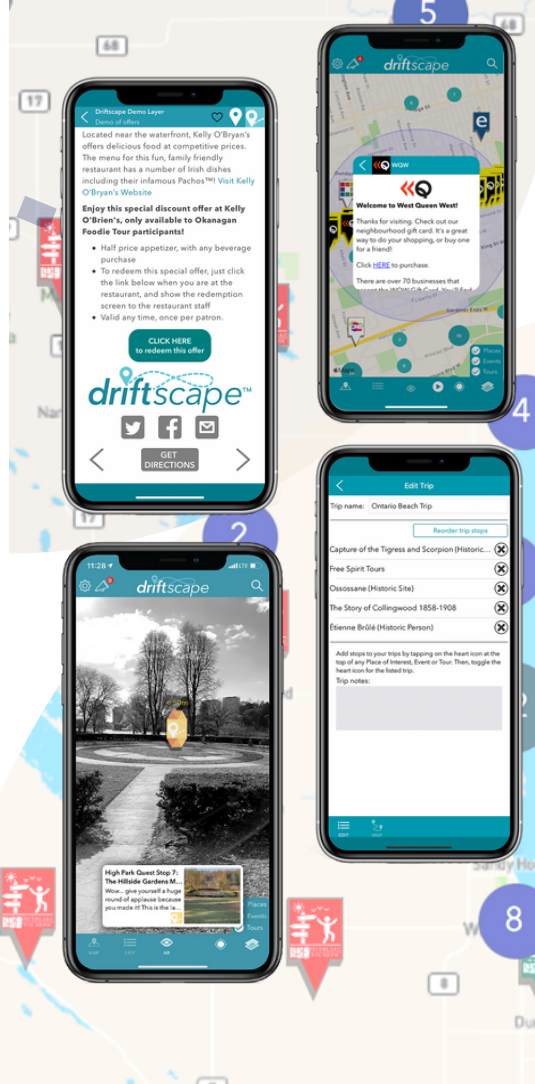 5
68
68
17
Driftscape Demo Layer
Demo of offers
Located near the waterfront, Kelly O'Bryan's
offers delicious food at competitive prices.
The menu for this fun, family friendly
restaurant has a number of Irish dishes
including their infamous Pachos™! Visit Kelly
O'Bryan's Website
Enjoy this special discount offer at Kelly
O'Brien's, only available to Okanagan
Foodie Tour participants!
• Half price appetizer, with any beverage
purchase
• To redeem this special offer, just click
the link below when you are at the
restaurant, and show the redemption
screen to the restaurant staff
• Valid any time, once per patron.
CLICK HERE
to redeem this offer
driftscape™
GET
DIRECTIONS
driftscape
e
WQW
Welcome to West Queen West!
Thanks for visiting. Check out our
neighbourhood gift card. It's a great
way to do your shopping, or buy one
for a friend!
Click HERE to purchase.
There are over 70 businesses that
Places
Events
Tours
4
17
2
11:28
LTE
driftscape
High Park Quest Stop 7:
The Hillside Gardens M...
Wow... give yourself a huge
round of applause because
you made it! This is the la...
Places
Events
Tours
MAP
LIST
AR
Edit Trip
Trip name: Ontario Beach Trip
Reorder trip stops
Capture of the Tigress and Scorpion (Historic...
Free Spirit Tours
Ossossane (Historic Site)
The Story of Collingwood 1858-1908
Étienne Brûlé (Historic Person)
Add stops to your trips by tapping on the heart icon at the
top of any Place of Interest, Event or Tour. Then, toggle the
heart icon for the listed trip.
Trip notes:
EDIT
MAP
8
8